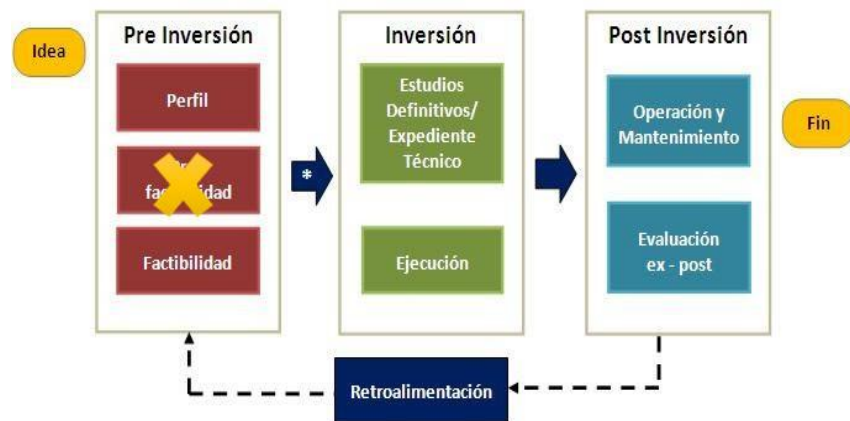 Idea
Pre Inversión
Perfil
factibilidad
Factibilidad
*
Inversión
Estudios
Definitivos/
Expediente
Técnico
Ejecución
Post Inversión
Operación y
Mantenimiento
Evaluación
ex - post
Fin
Retroalimentación